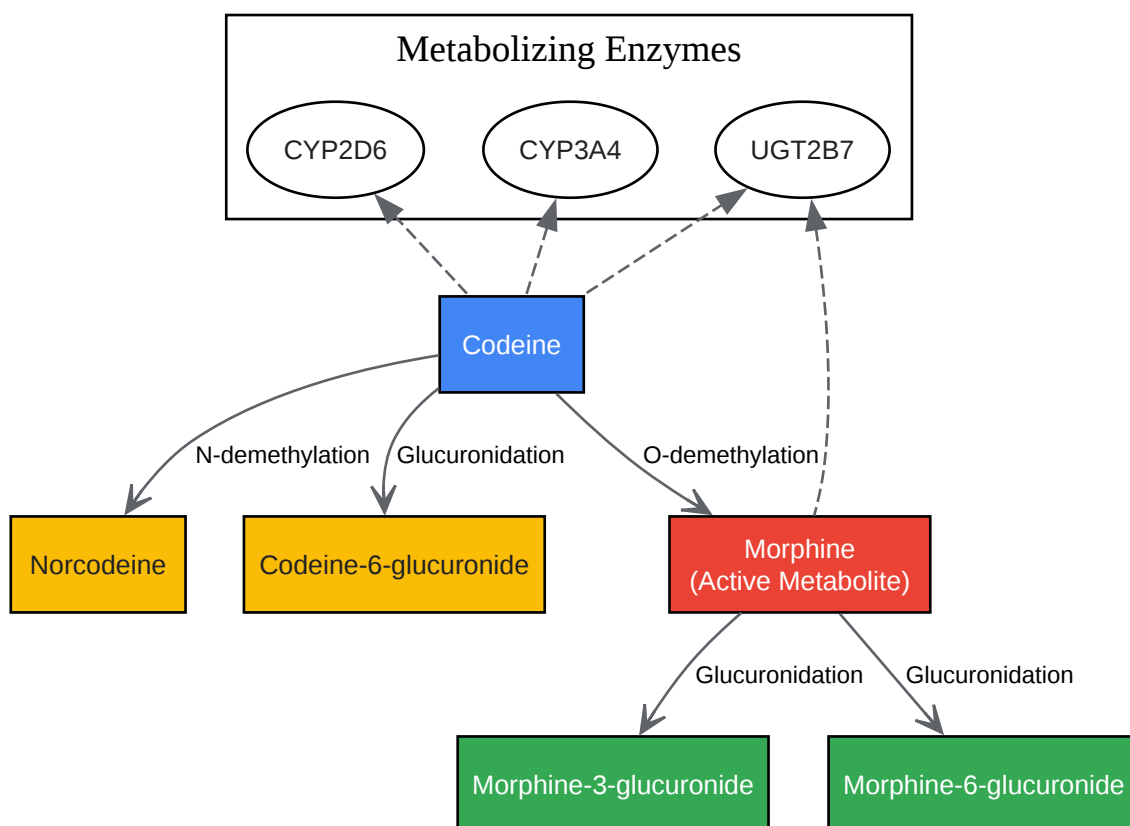 Metabolizing Enzymes
CYP2D6
CYP3A4
UGT2B7
Codeine
N-demethylation
Glucuronidation
O-demethylation
Norcodeine
Codeine-6-glucuronide
Morphine
(Active Metabolite)
Glucuronidation
Glucuronidation
Morphine-3-glucuronide
Morphine-6-glucuronide